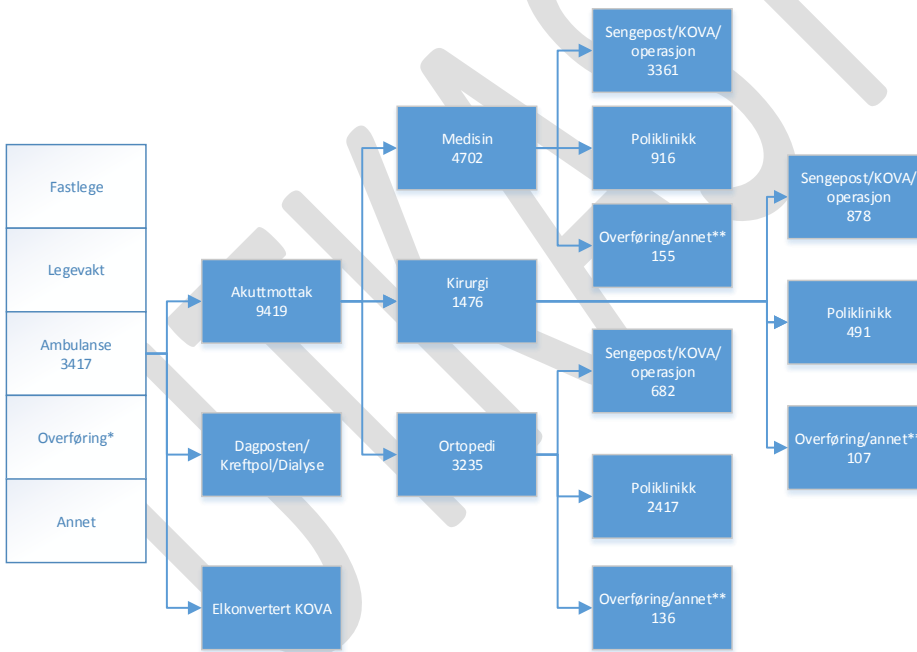 Fastlege
Legevakt
Ambulanse
3417
Overføring*
Annet
Akuttmottak
9419
Dagposten/
Kreftpol/Dialyse
Elkonvertert KOVA
Medisin
4702
Kirurgi
1476
Ortopedi
3235
Sengepost/KOVA/
operasjon
3361
Poliklinikk
916
Overføring/annet**
155
Sengepost/KOVA/
operasjon
682
Poliklinikk
2417
Overføring/annet**
136
Sengepost/KOVA/
operasjon
878
Poliklinikk
491
Overføring/annet**
107